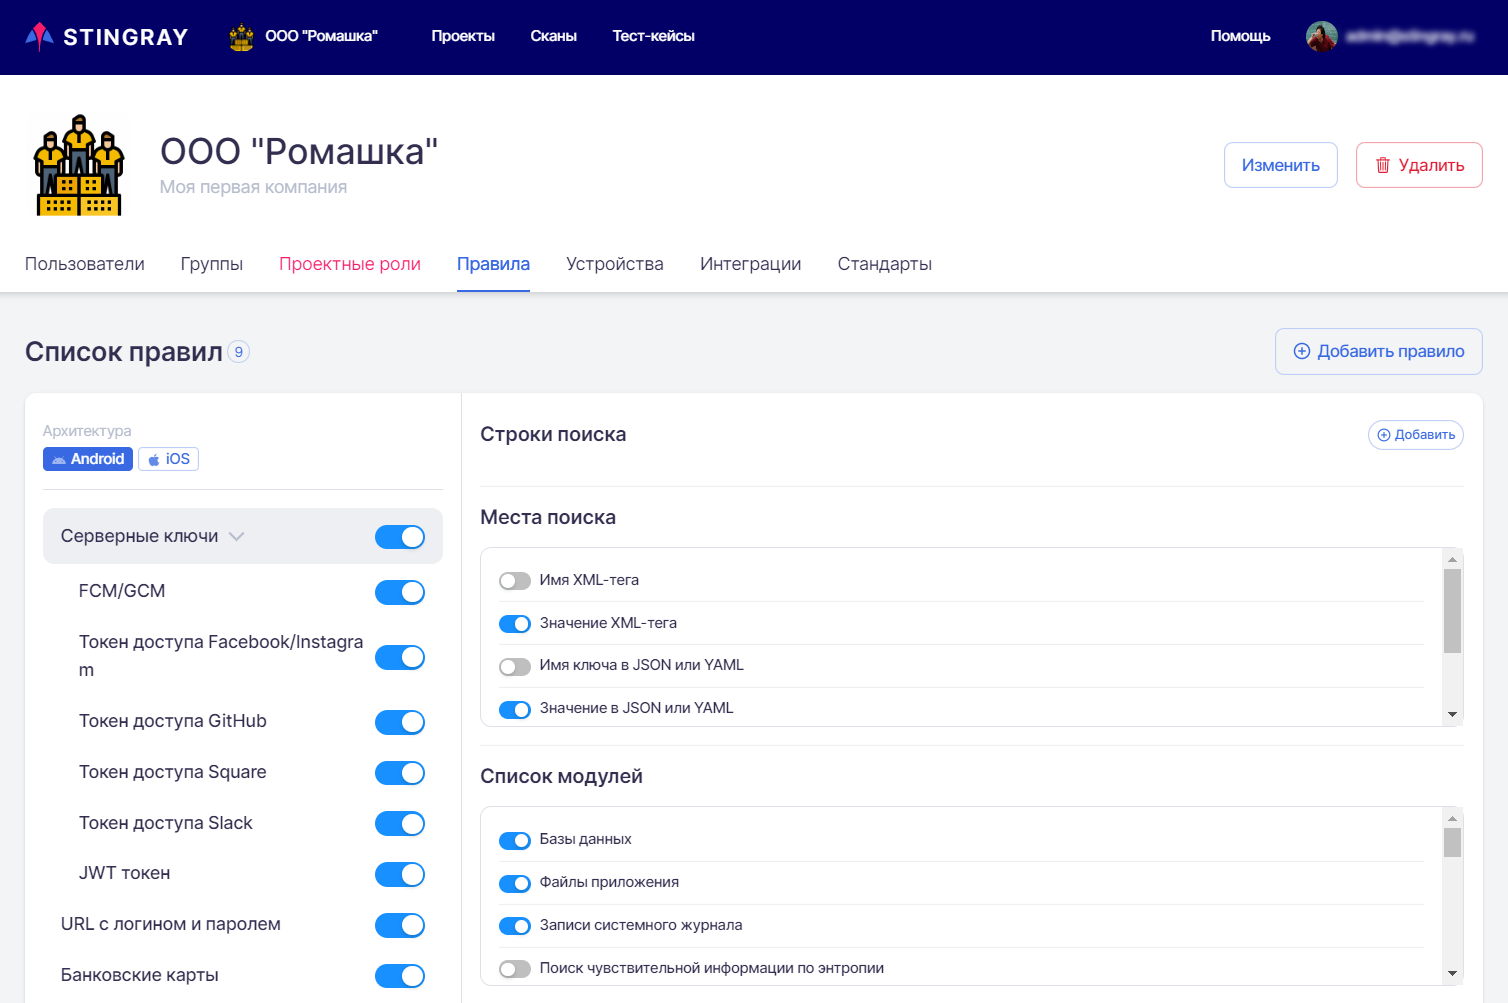 STINGRAY
ООО "Ромашка"
Проекты
Сканы
Тест-кейсы
Помощь
ООО "Ромашка"
Моя первая компания
Изменить
Удалить
Пользователи
Группы
Проектные роли
Правила
Устройства
Интеграции
Стандарты
Список правил 9
Добавить правило
Архитектура
Android
iOS
Серверные ключи
FCM/GCM
Токен доступа Facebook/Instagra
m
Токен доступа GitHub
Токен доступа Square
Токен доступа Slack
JWT токен
URL с логином и паролем
Банковские карты
Строки поиска
Добавить
Места поиска
Имя XML-тега
Значение XML-тега
Имя ключа в JSON или YAML
Значение в JSON или YAML
Список модулей
Базы данных
Файлы приложения
Записи системного журнала
Поиск чувствительной информации по энтропии